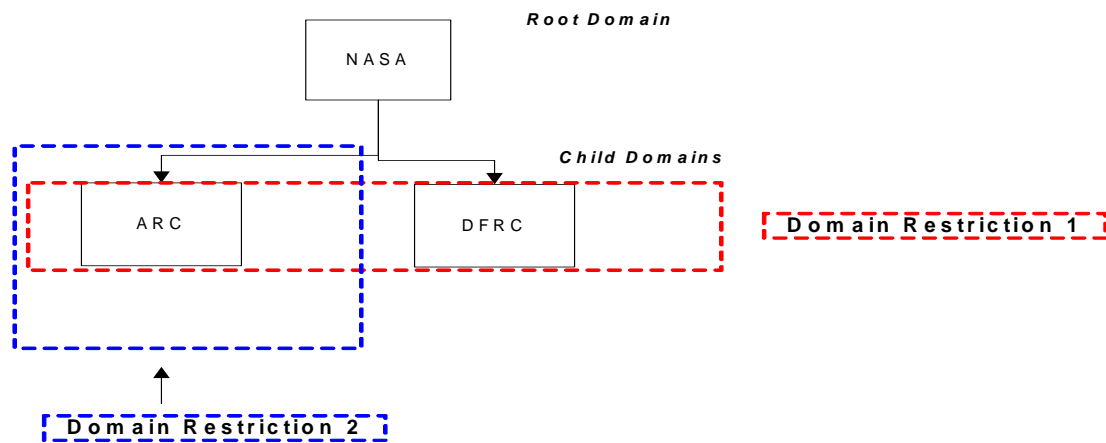 Root Domain
NASA
Child Domains
ARC
DFRC
Domain Restriction 1
Domain Restriction 2